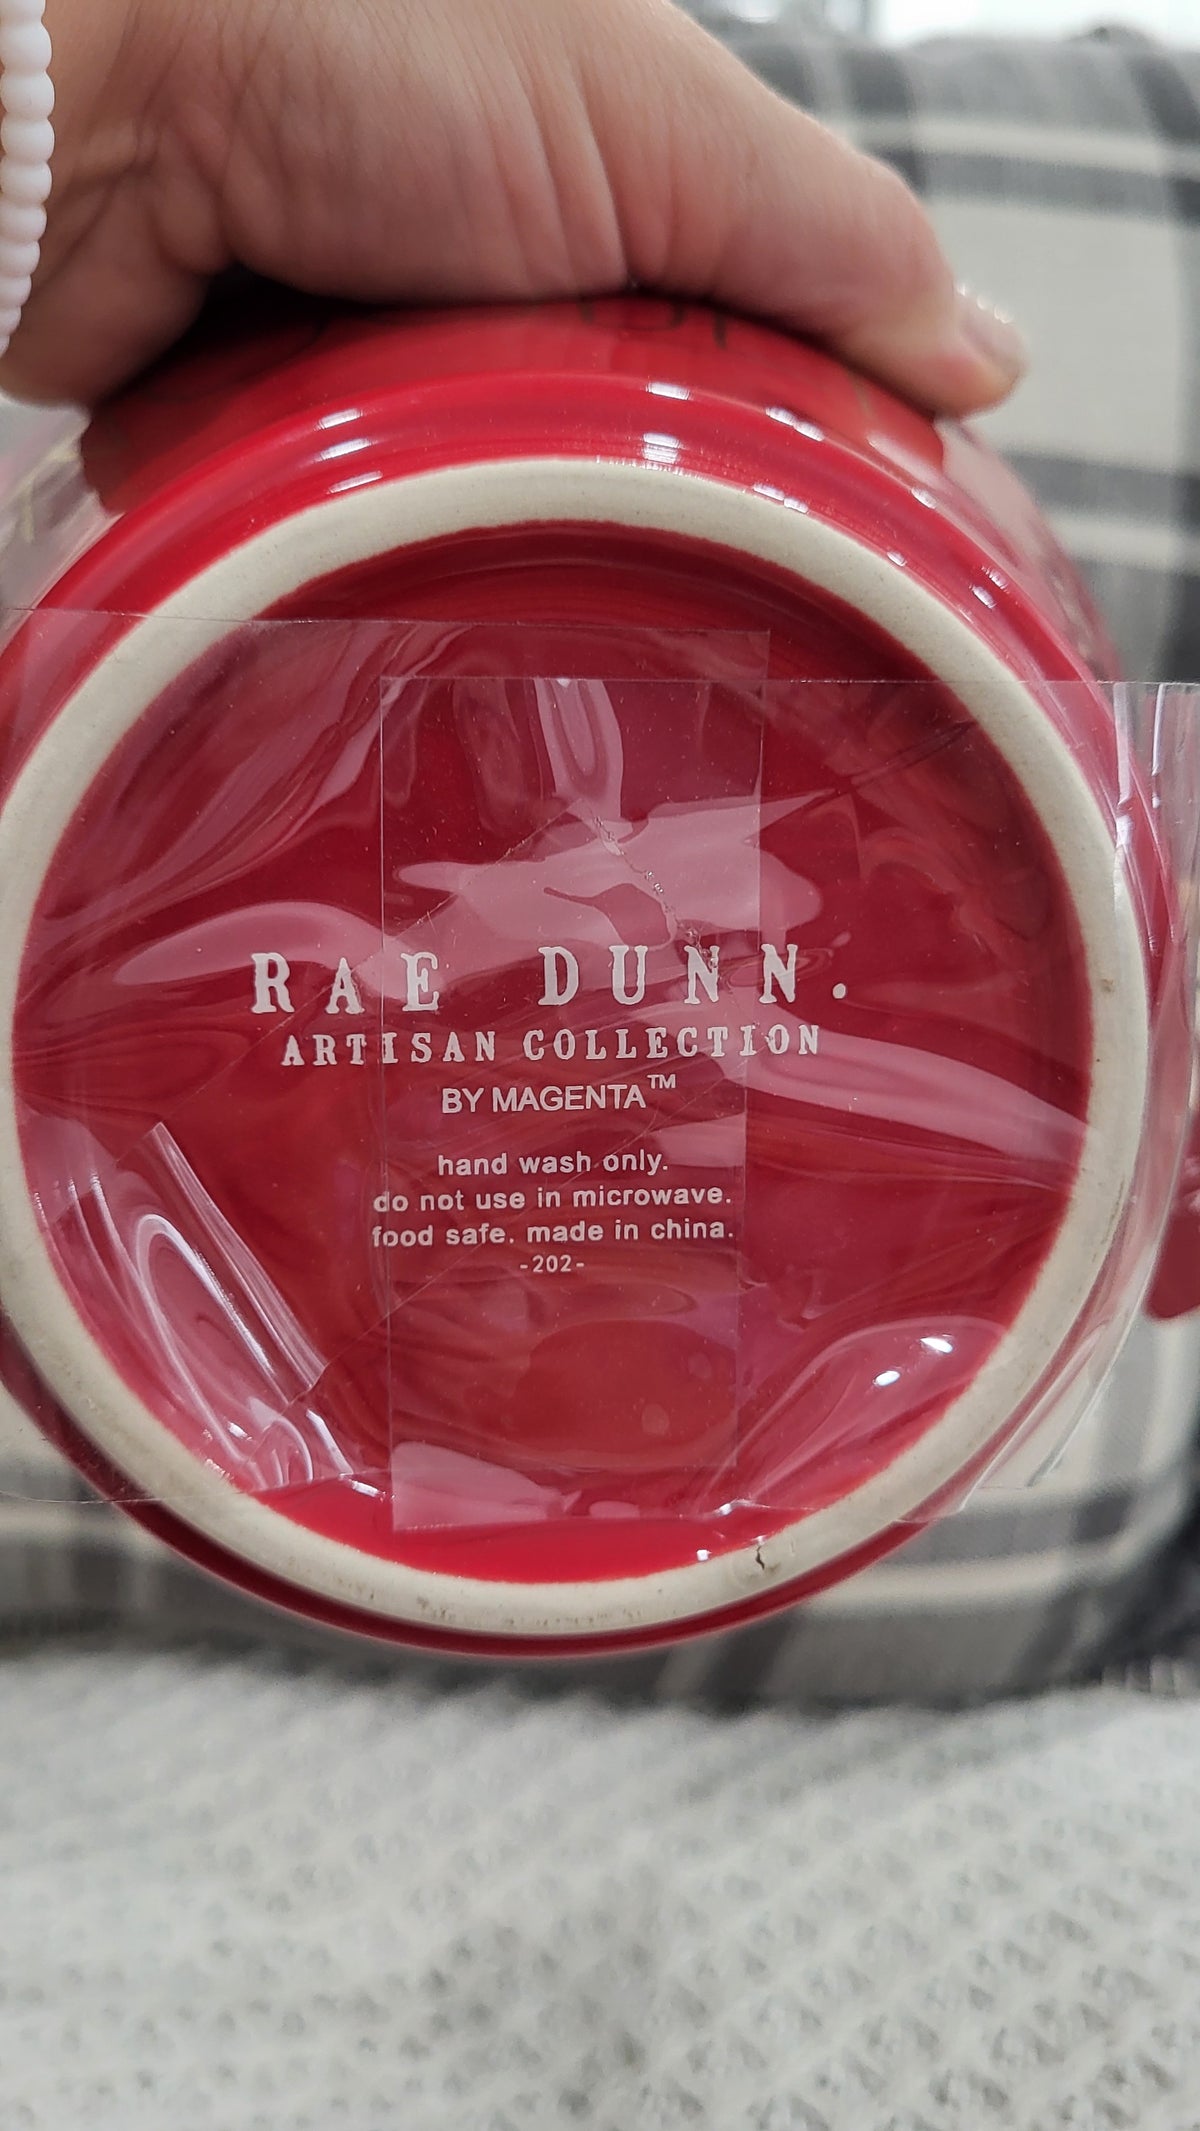 RAE DUNN.
ARTISAN COLLECTION
BY MAGENTA™
hand wash only.
do not use in microwave.
food safe. made in china.
-202-